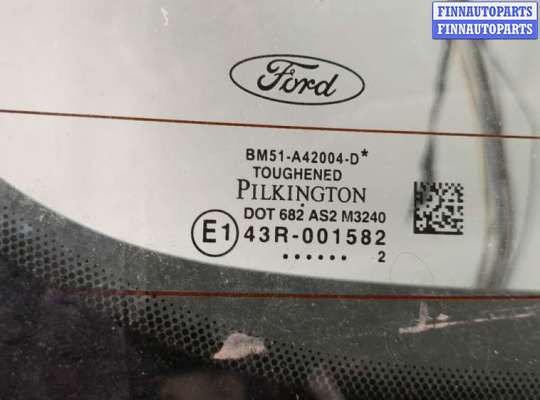 FINNAUTOPARTS
FINNAUTOPARTS
Ford
BM51-A42004-D*
TOUGHENED
PILKINGTON
DOT 682 AS2 M3240
E1 43R-001582
...... 2